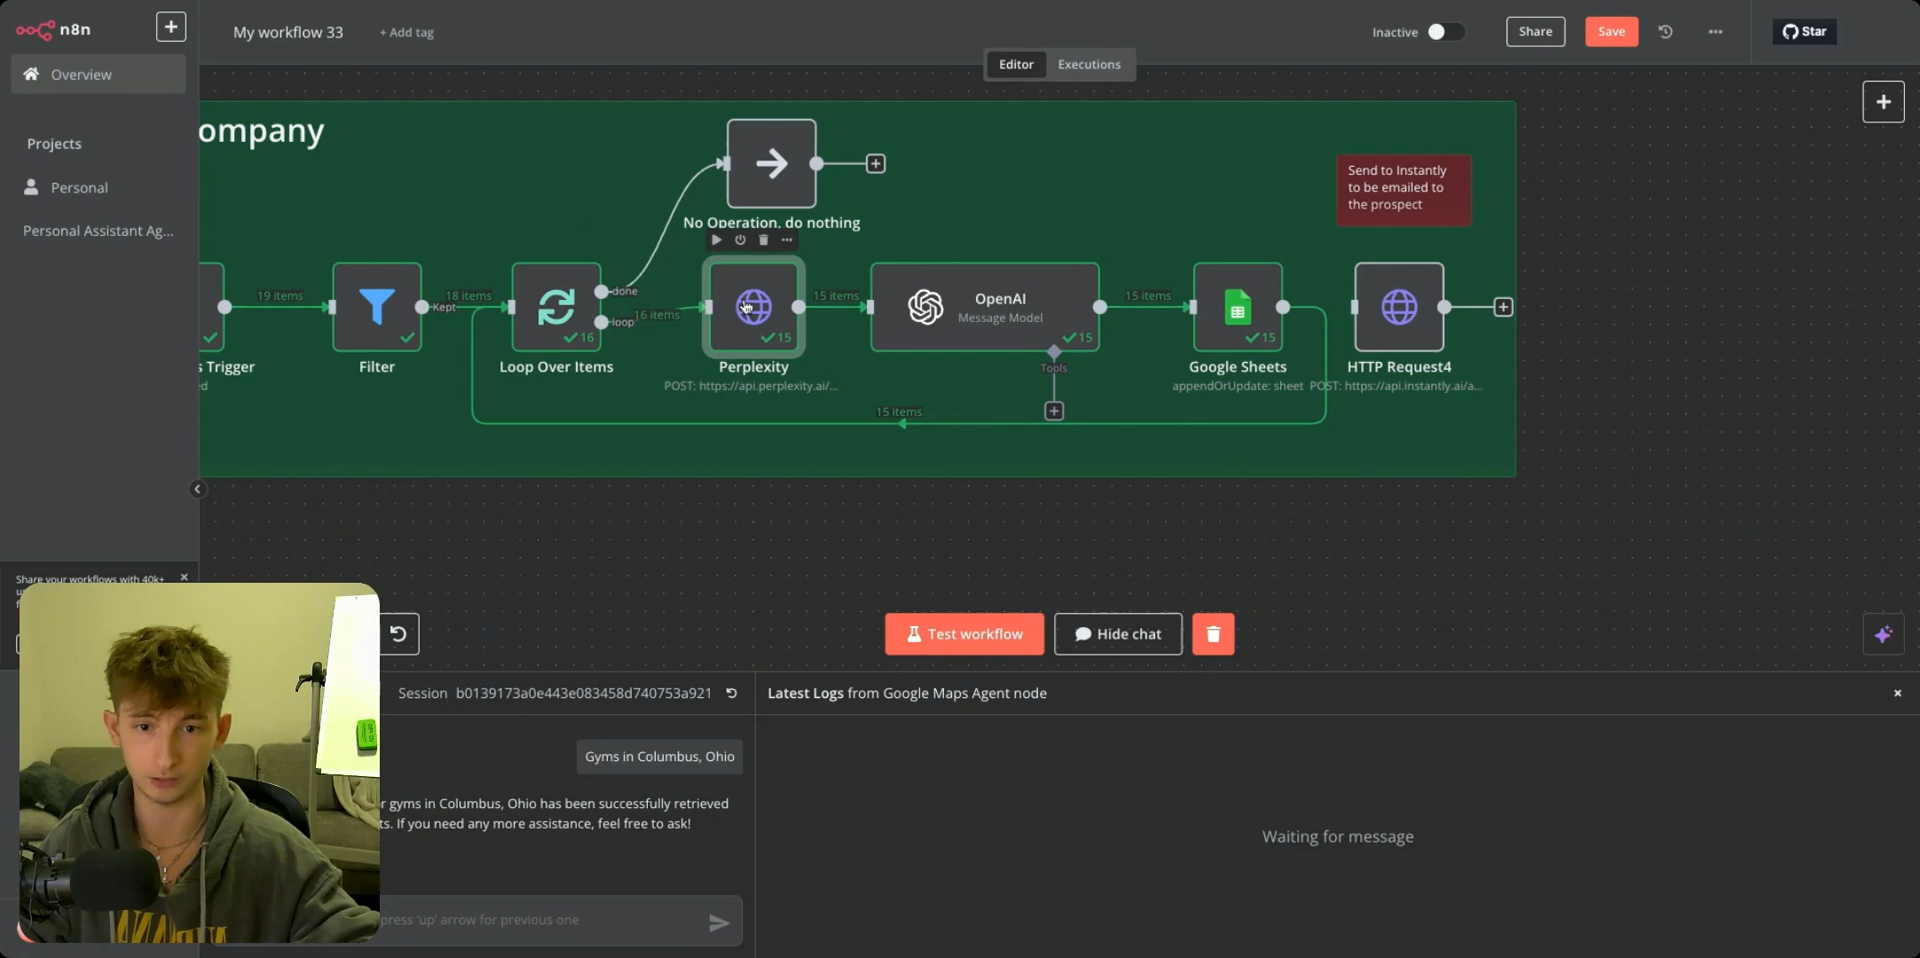 n8n
+
My workflow 33
+ Add tag
Inactive
Share
Save
Star
Editor
Executions
Overview
Projects
Personal
Personal Assistant Ag...
ompany
Send to Instantly
to be emailed to
the prospect
No Operation, do nothing
19 items
Kept
18 items
done
loop
16 items
15 items
OpenAI
Message Model
15 items
16
15
15
15
s Trigger
Filter
Loop Over Items
Perplexity
POST: https://api.perplexity.ai/...
Tools
Google Sheets
appendOrUpdate: sheet
HTTP Request4
POST: https://api.instantly.ai/a...
15 items
Share your workflows with 40k+
Test workflow
Hide chat
Session b0139173a0e443e083458d740753a921
Latest Logs from Google Maps Agent node
Gyms in Columbus, Ohio
r gyms in Columbus, Ohio has been successfully retrieved
ts. If you need any more assistance, feel free to ask!
Waiting for message
press 'up' arrow for previous one